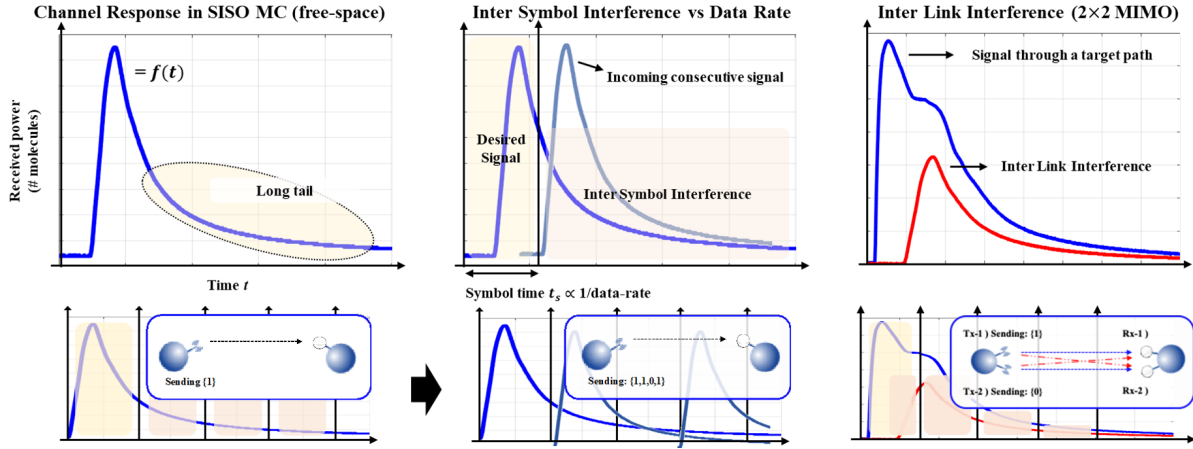 Channel Response in SISO MC (free-space)
Inter Symbol Interference vs Data Rate
Inter Link Interference (2×2 MIMO)
Received power
(# molecules)
= f(t)
Long tail
Time t
Incoming consecutive signal
Desired
Signal
Inter Symbol Interference
Symbol time tₛ ∝ 1/data-rate
Signal through a target path
Inter Link Interference
Sending {1}
Sending: {1,1,0,1}
Tx-1 ) Sending: {1}
Rx-1 )
Tx-2 ) Sending: {0}
Rx-2 )